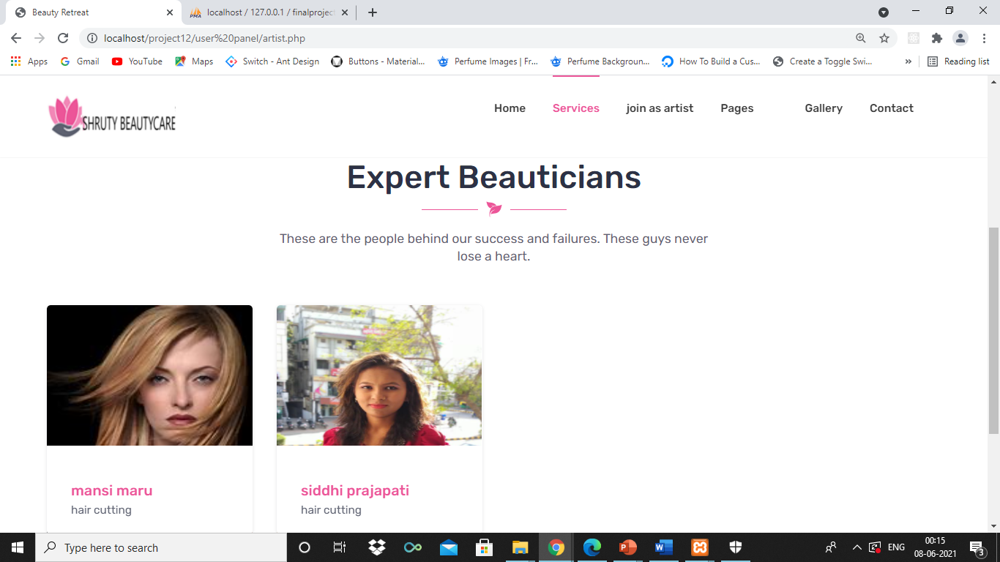 Beauty Retreat
localhost / 127.0.0.1 / finalproject
localhost/project12/user%20panel/artist.php
Apps
Gmail
YouTube
Maps
Switch - Ant Design
Buttons - Material...
Perfume Images | Fr...
Perfume Backgroun...
How To Build a Cus...
Create a Toggle Swi...
»
Reading list
SHRUTY BEAUTYCARE
Home
Services
join as artist
Pages
Gallery
Contact
Expert Beauticians
These are the people behind our success and failures. These guys never
lose a heart.
mansi maru
hair cutting
siddhi prajapati
hair cutting
Type here to search
ENG
00:15
08-06-2021
3